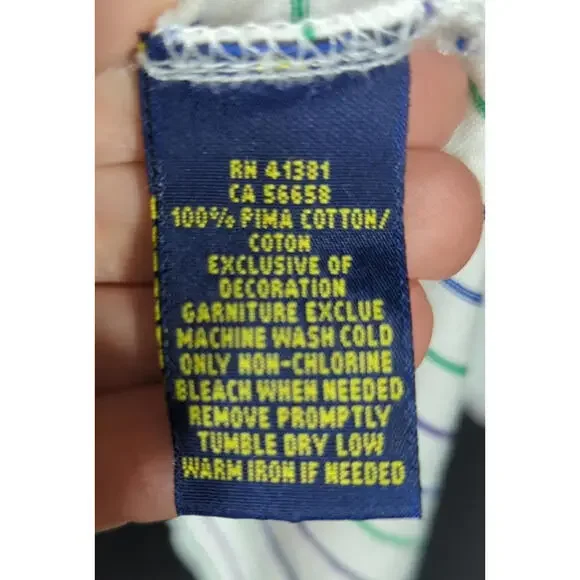 RN 41381
CA 56658
100% PIMA COTTON/
COTON
EXCLUSIVE OF
DECORATION
GARNITURE EXCLUE
MACHINE WASH COLD
ONLY NON-CHLORINE
BLEACH WHEN NEEDED
REMOVE PROMPTLY
TUMBLE DRY LOW
WARM IRON IF NEEDED